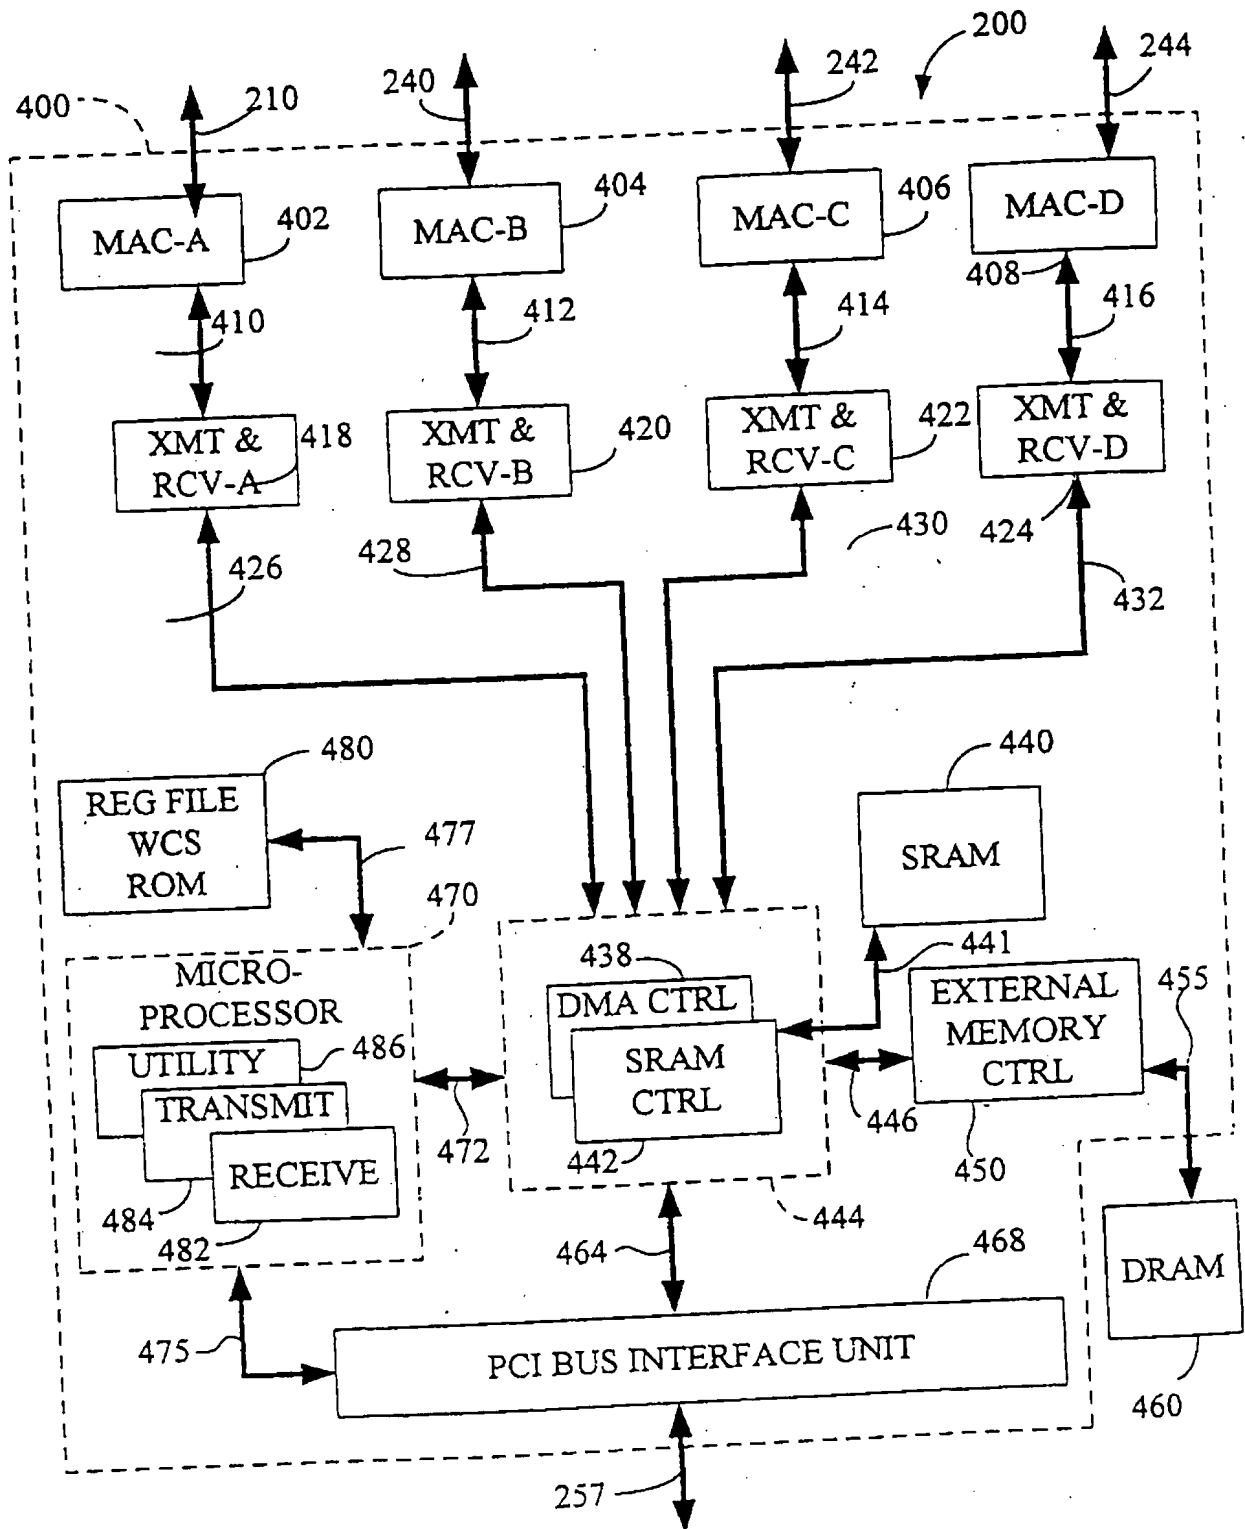 200
210
240
242
244
400
MAC-A
402
MAC-B
404
MAC-C
406
MAC-D
408
410
412
414
416
XMT &
RCV-A
418
XMT &
RCV-B
420
XMT &
RCV-C
422
XMT &
RCV-D
424
426
428
430
432
480
REG FILE
WCS
ROM
477
440
SRAM
470
441
MICRO-
PROCESSOR
438
DMA CTRL
SRAM
CTRL
442
EXTERNAL
MEMORY
CTRL
455
UTILITY
486
TRANSMIT
RECEIVE
484
482
472
446
450
444
464
468
DRAM
460
475
PCI BUS INTERFACE UNIT
257